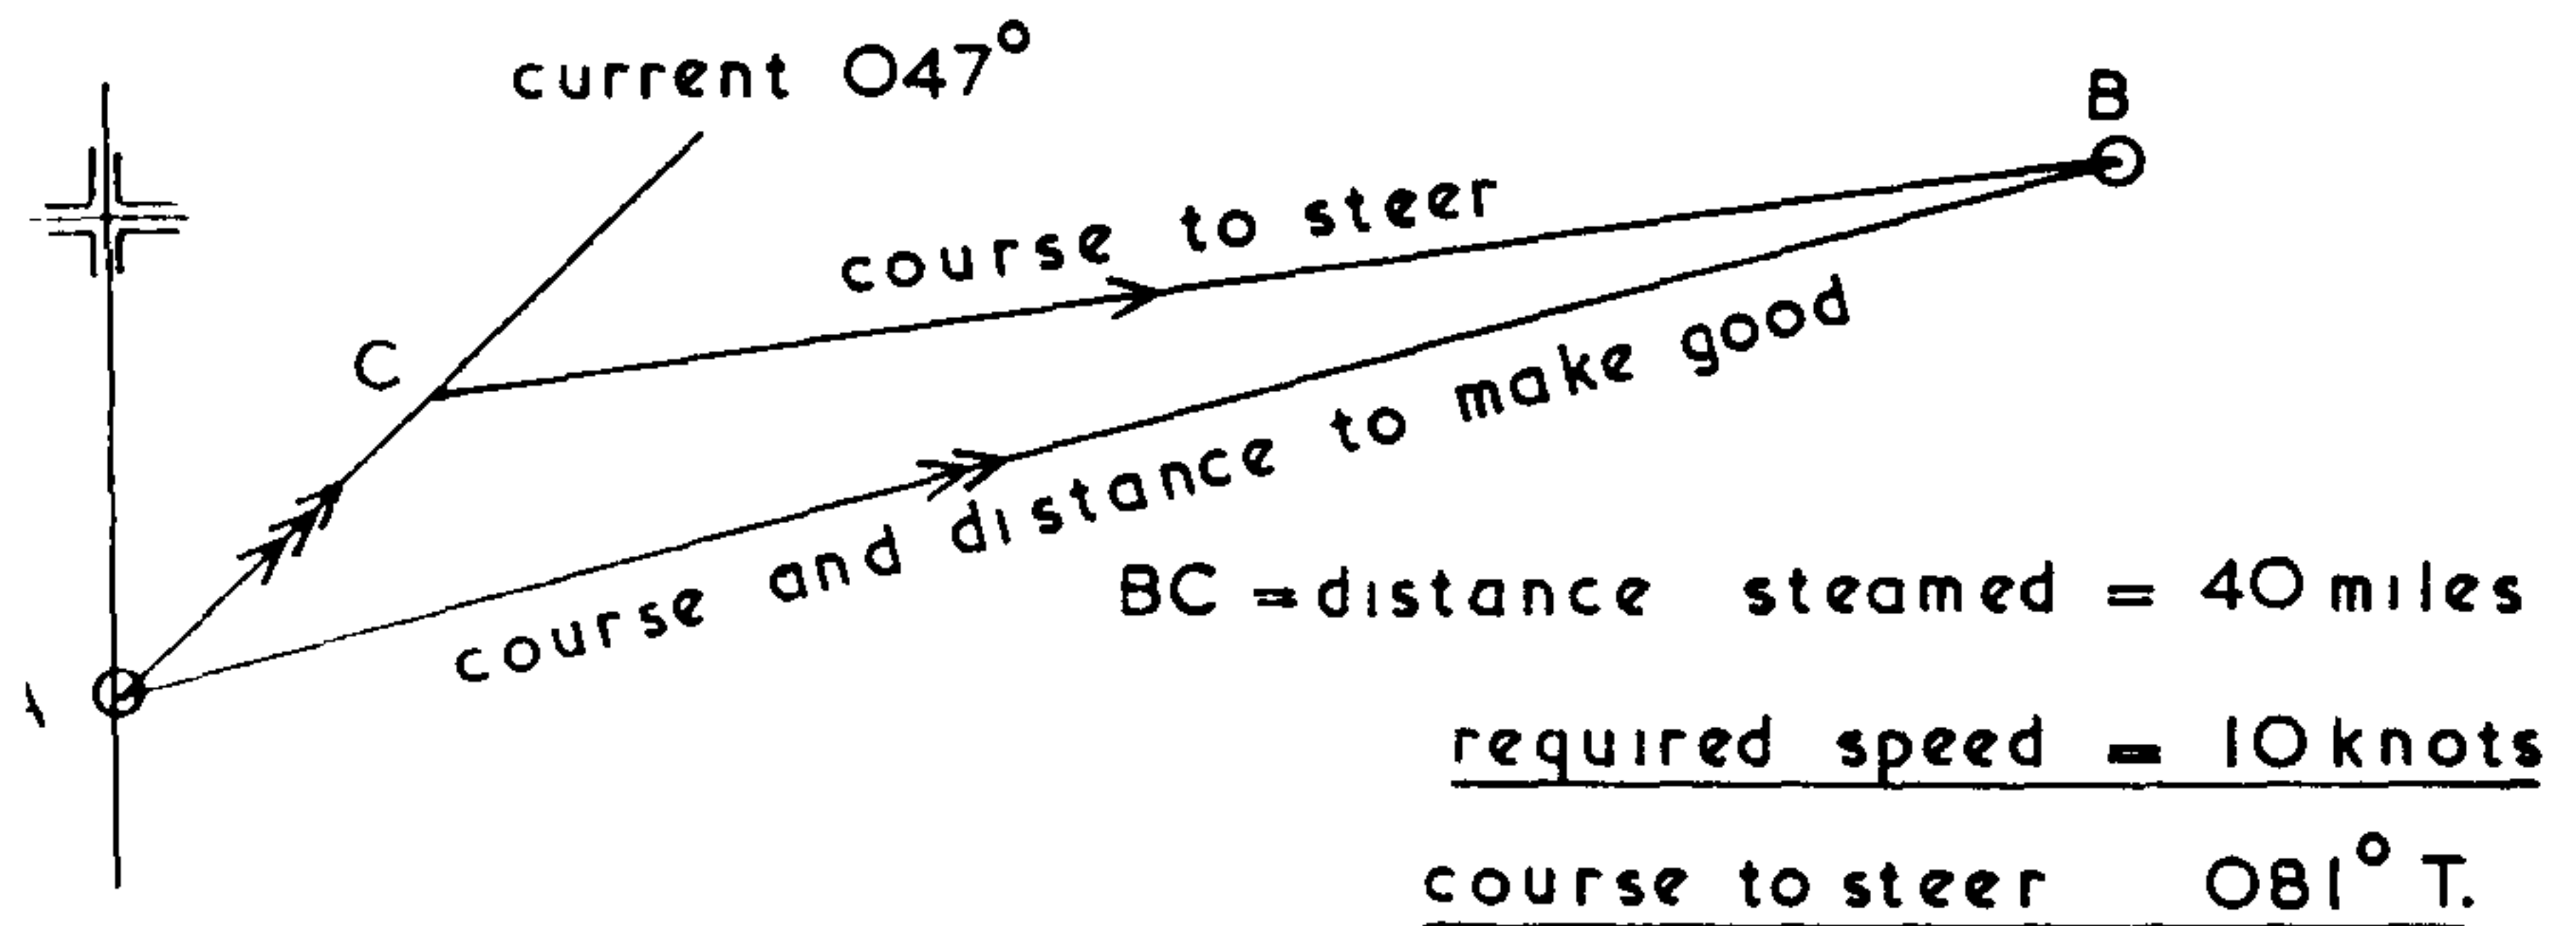 current 047°
B
course to steer
C
course and distance to make good
BC = distance steamed = 40 miles
required speed = 10 knots
course to steer 081° T.